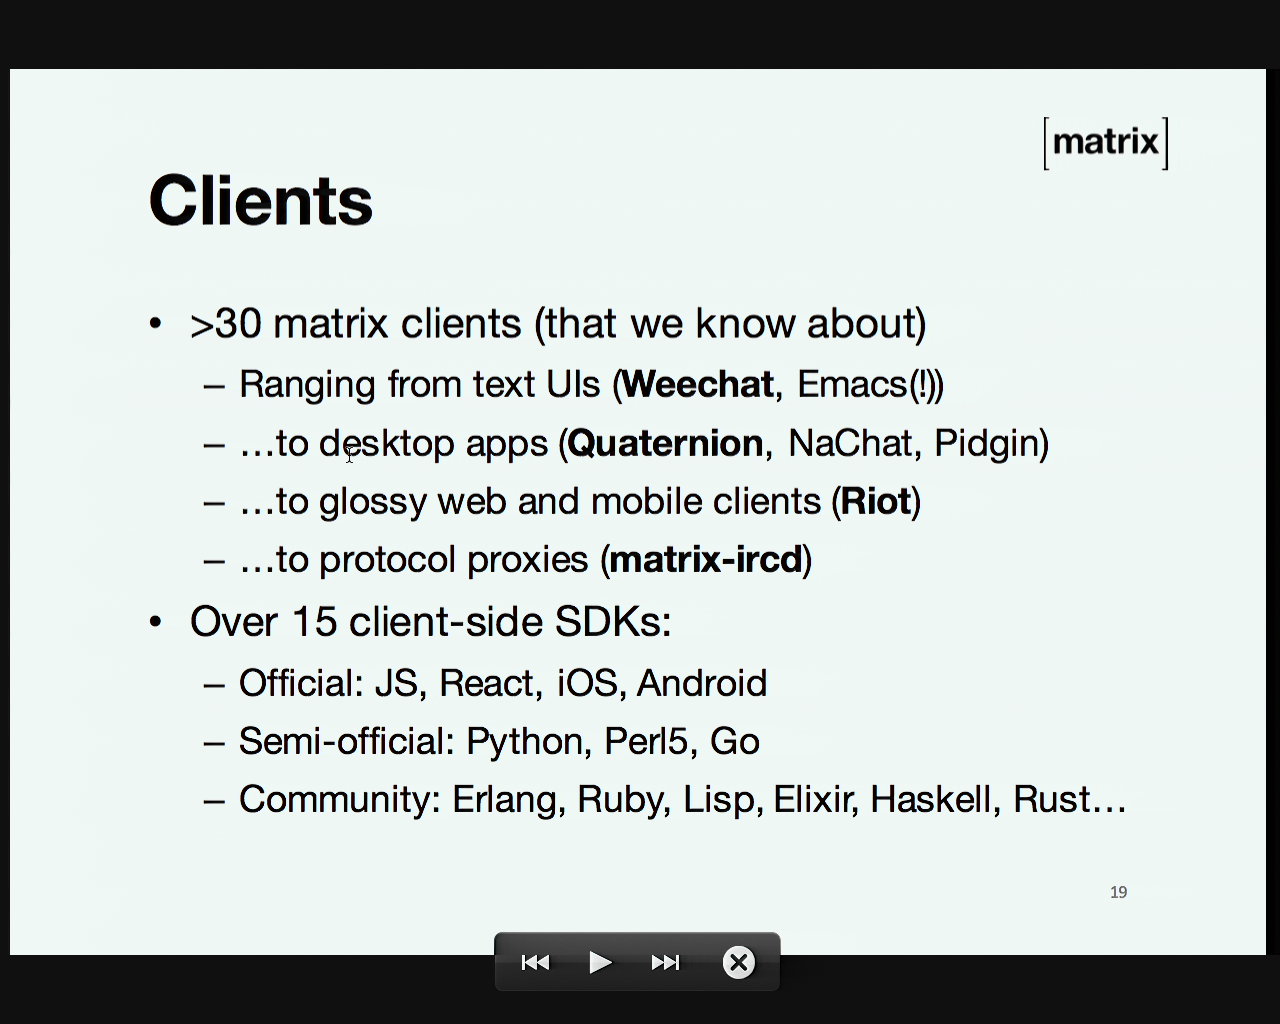 [matrix]
Clients
• >30 matrix clients (that we know about)
– Ranging from text UIs (Weechat, Emacs(!))
– …to desktop apps (Quaternion, NaChat, Pidgin)
– …to glossy web and mobile clients (Riot)
– …to protocol proxies (matrix-ircd)
• Over 15 client-side SDKs:
– Official: JS, React, iOS, Android
– Semi-official: Python, Perl5, Go
– Community: Erlang, Ruby, Lisp, Elixir, Haskell, Rust…
19